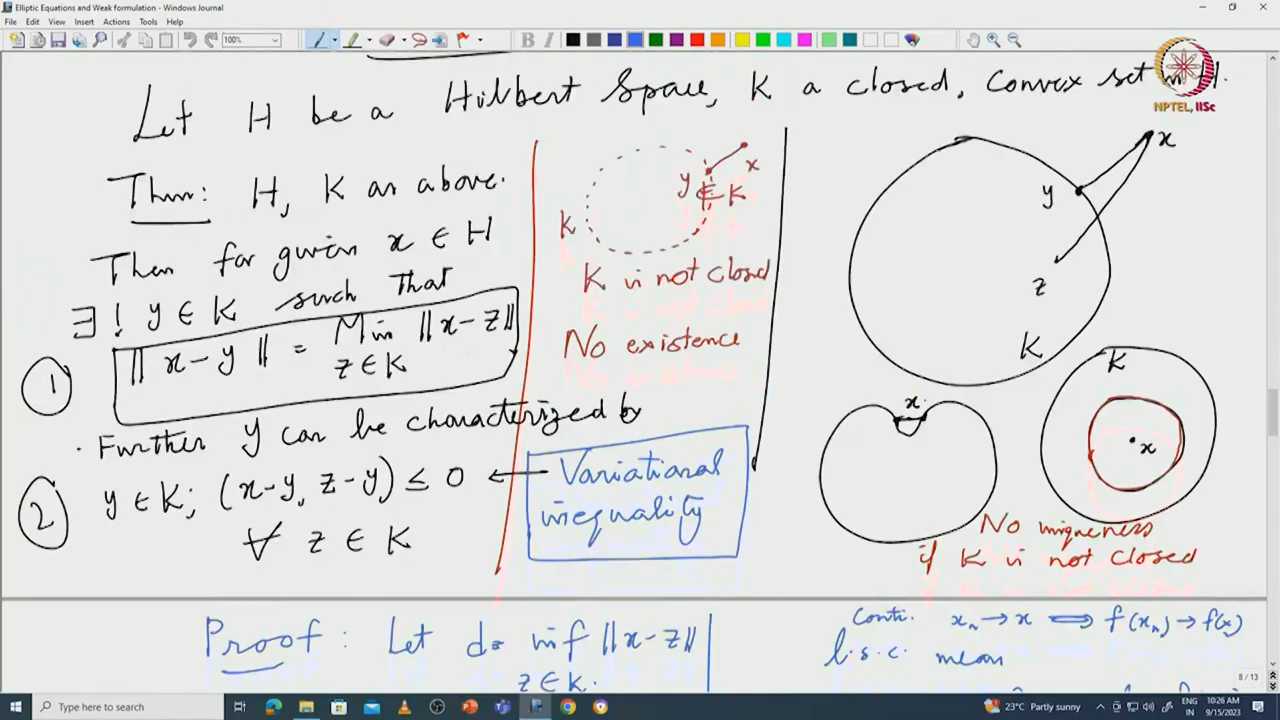 Elliptic Equations and Weak formulation - Windows Journal
File Edit View Insert Actions Tools Help
100%
B I
NPTEL, IISc
Let H be a Hilbert Space, K a closed, Convex set in H.
Thm: H, K as above.
Then for given x ∈ H
∃ ! y ∈ K such that
① ‖x-y‖ = Min ‖x-z‖
z ∈ K
• Further y can be characterized by
② y ∈ K; (x-y, z-y) ≤ 0 ←
∀ z ∈ K
x
y ∉ K
K
K is not closed
No existence
Variational
inequality
x
y
z
K
x
K
x
No uniqueness
if K is not closed
Proof: Let d = inf ‖x-z‖
z ∈ K.
Conti. xn → x ⟹ f(xn) → f(x)
l.s.c. mean
8 / 13
Type here to search
23°C Partly sunny
ENG
IN
10:26 AM
9/15/2023